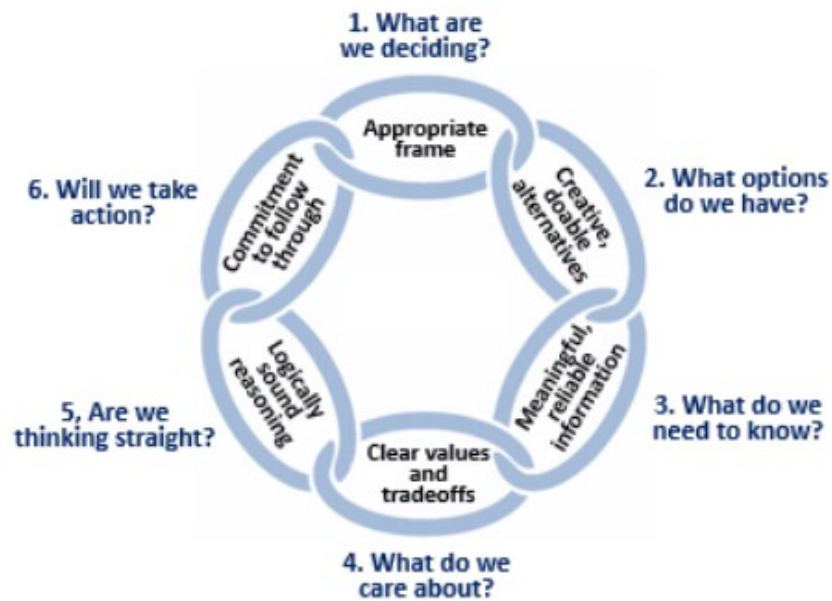 1. What are
we deciding?
Appropriate
frame
2. What options
do we have?
Creative,
doable
alternatives
3. What do we
need to know?
Meaningful,
reliable
information
4. What do we
care about?
Clear values
and
tradeoffs
5, Are we
thinking straight?
Logically
sound
reasoning
6. Will we take
action?
Commitment
to follow
through